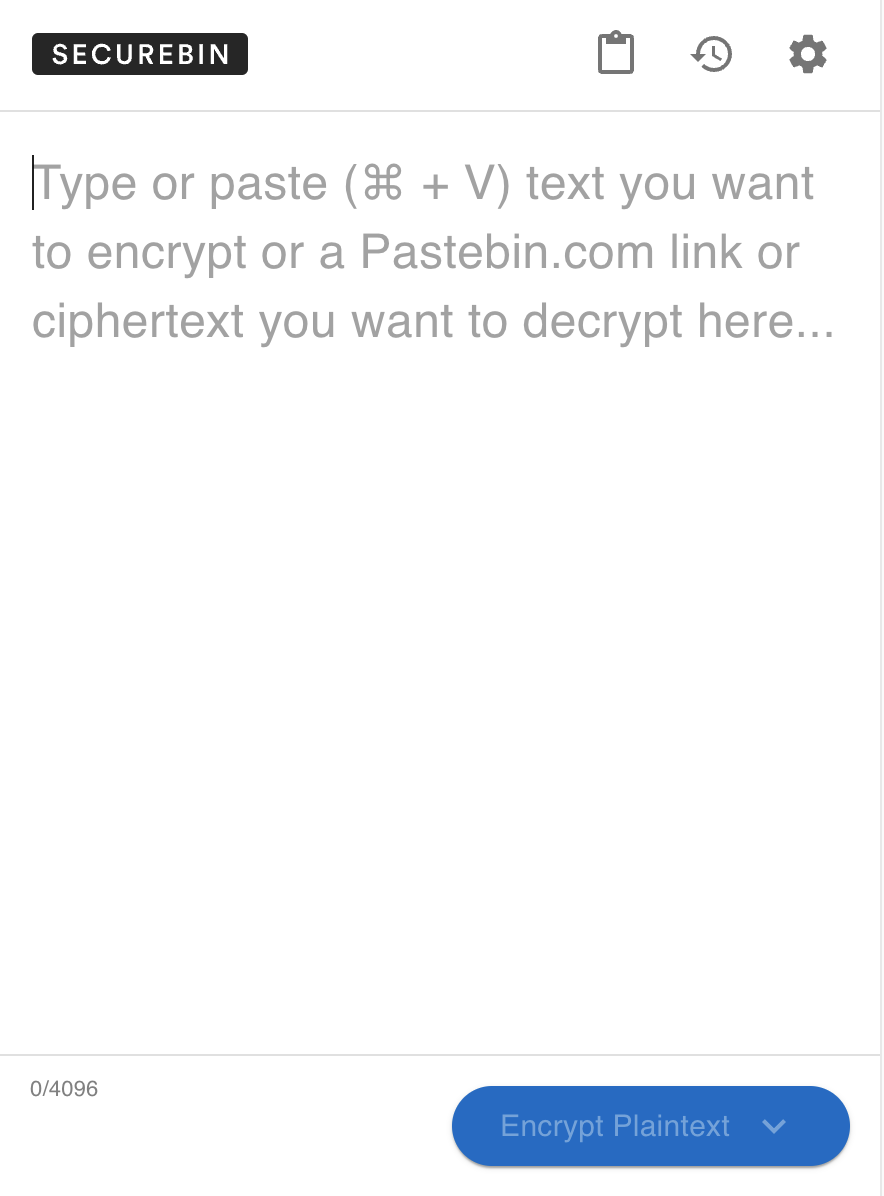 SECUREBIN
Type or paste (⌘ + V) text you want
to encrypt or a Pastebin.com link or
ciphertext you want to decrypt here...
0/4096
Encrypt Plaintext